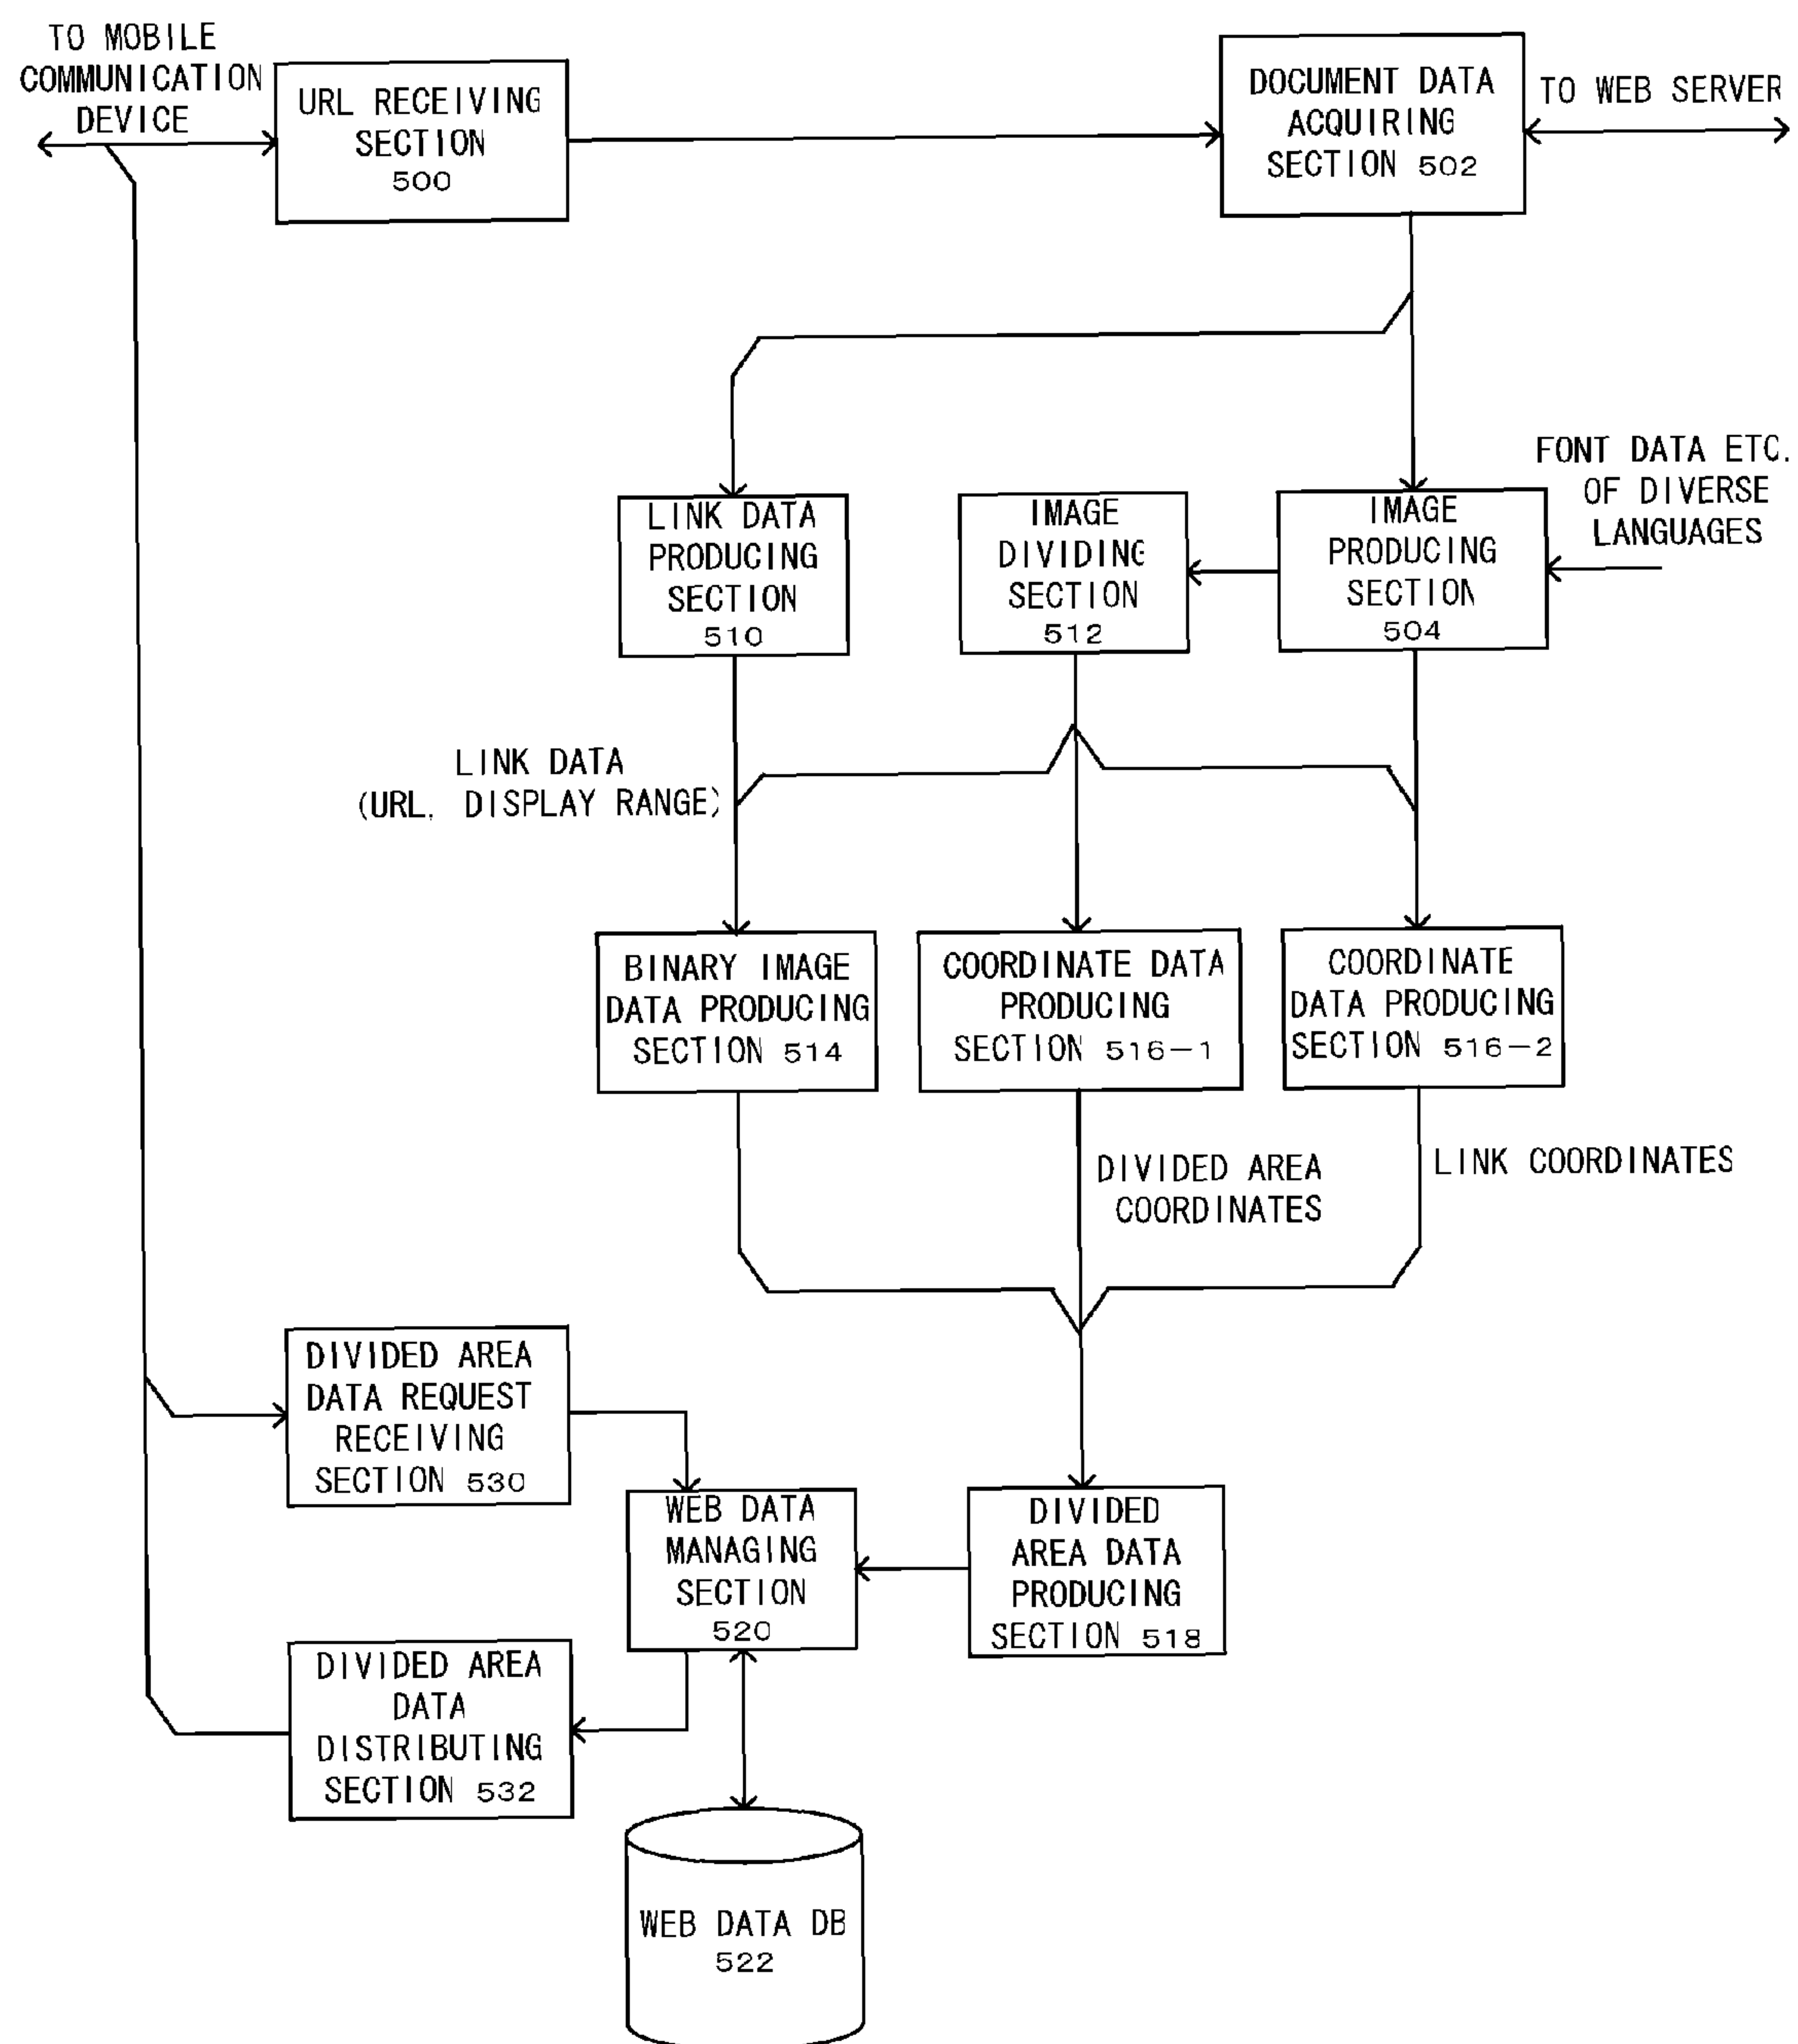 TO MOBILE
COMMUNICATION
DEVICE
URL RECEIVING
SECTION
500
DOCUMENT DATA
ACQUIRING
SECTION 502
TO WEB SERVER
FONT DATA ETC.
OF DIVERSE
LANGUAGES
LINK DATA
PRODUCING
SECTION
510
IMAGE
DIVIDING
SECTION
512
IMAGE
PRODUCING
SECTION
504
LINK DATA
(URL, DISPLAY RANGE)
BINARY IMAGE
DATA PRODUCING
SECTION 514
COORDINATE DATA
PRODUCING
SECTION 516-1
COORDINATE
DATA PRODUCING
SECTION 516-2
DIVIDED AREA
COORDINATES
LINK COORDINATES
DIVIDED AREA
DATA REQUEST
RECEIVING
SECTION 530
WEB DATA
MANAGING
SECTION
520
DIVIDED
AREA DATA
PRODUCING
SECTION 518
DIVIDED AREA
DATA
DISTRIBUTING
SECTION 532
WEB DATA DB
522